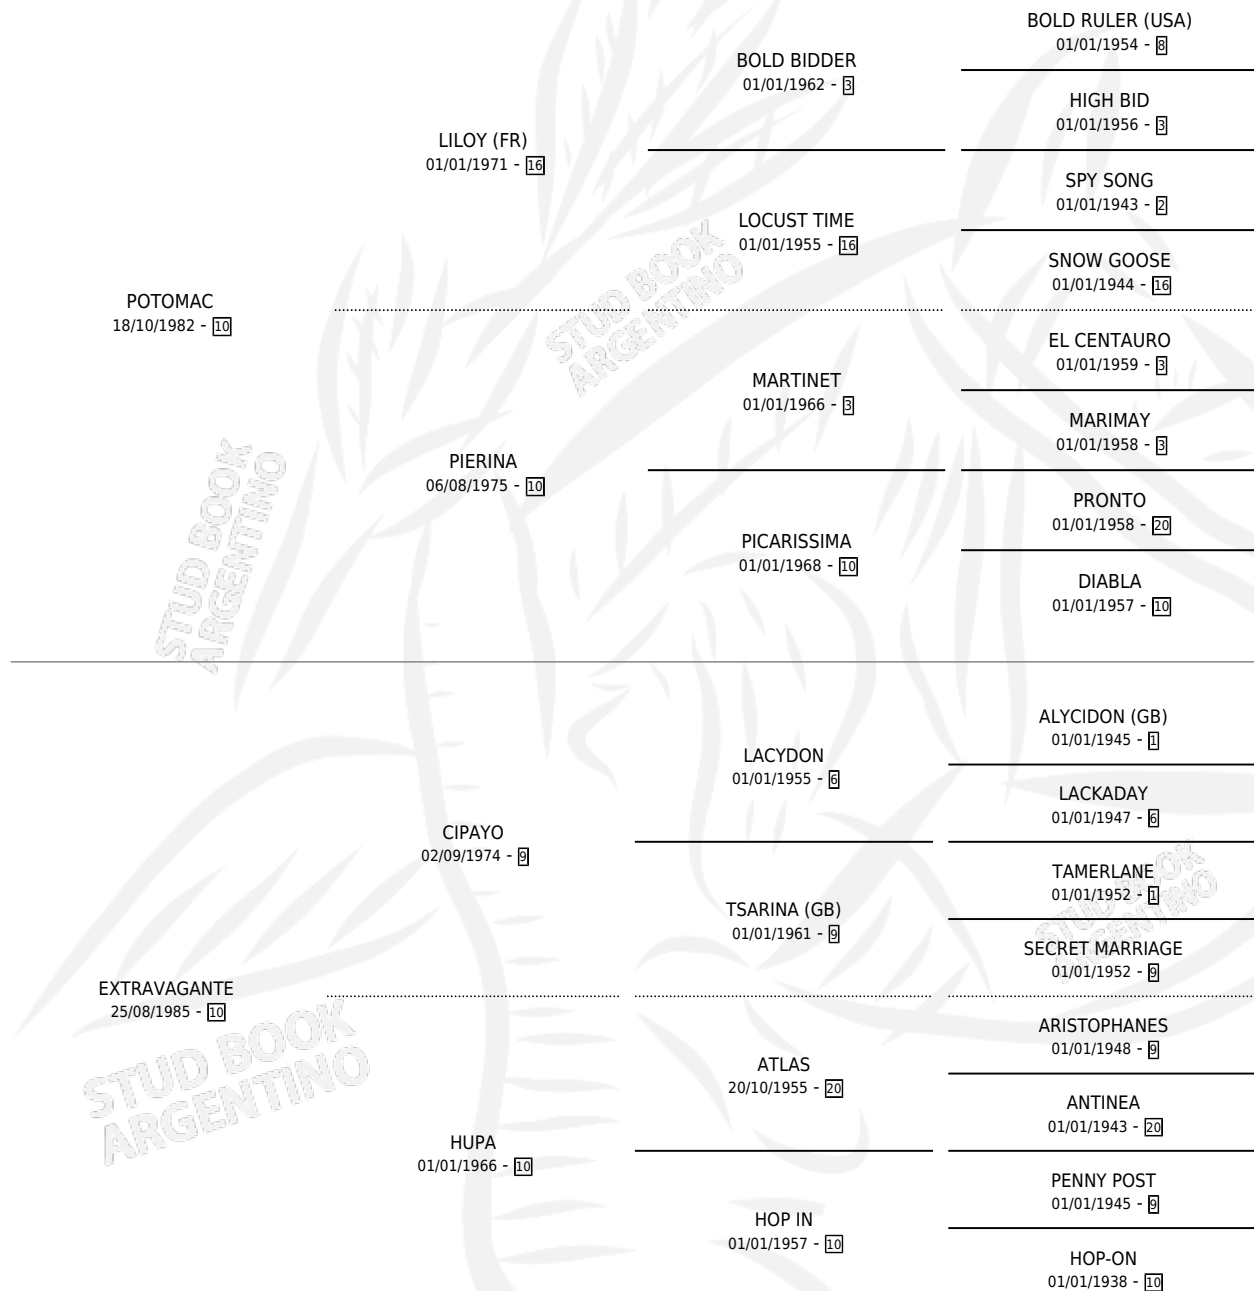 BOLD RULER (USA)
01/01/1954 - 8
BOLD BIDDER
01/01/1962 - 3
HIGH BID
01/01/1956 - 3
LILOY (FR)
01/01/1971 - 16
SPY SONG
01/01/1943 - 2
LOCUST TIME
01/01/1955 - 16
SNOW GOOSE
01/01/1944 - 16
POTOMAC
18/10/1982 - 10
EL CENTAURO
01/01/1959 - 3
MARTINET
01/01/1966 - 3
MARIMAY
01/01/1958 - 3
PIERINA
06/08/1975 - 10
PRONTO
01/01/1958 - 20
PICARISSIMA
01/01/1968 - 10
DIABLA
01/01/1957 - 10
ALYCIDON (GB)
01/01/1945 - 1
LACYDON
01/01/1955 - 6
LACKADAY
01/01/1947 - 6
CIPAYO
02/09/1974 - 9
TAMERLANE
01/01/1952 - 1
TSARINA (GB)
01/01/1961 - 9
SECRET MARRIAGE
01/01/1952 - 9
EXTRAVAGANTE
25/08/1985 - 10
ARISTOPHANES
01/01/1948 - 9
ATLAS
20/10/1955 - 20
ANTINEA
01/01/1943 - 20
HUPA
01/01/1966 - 10
PENNY POST
01/01/1945 - 9
HOP IN
01/01/1957 - 10
HOP-ON
01/01/1938 - 10
STUD BOOK
ARGENTINO
STUD BOOK
ARGENTINO
STUD BOOK
ARGENTINO
STUD BOOK
ARGENTINO